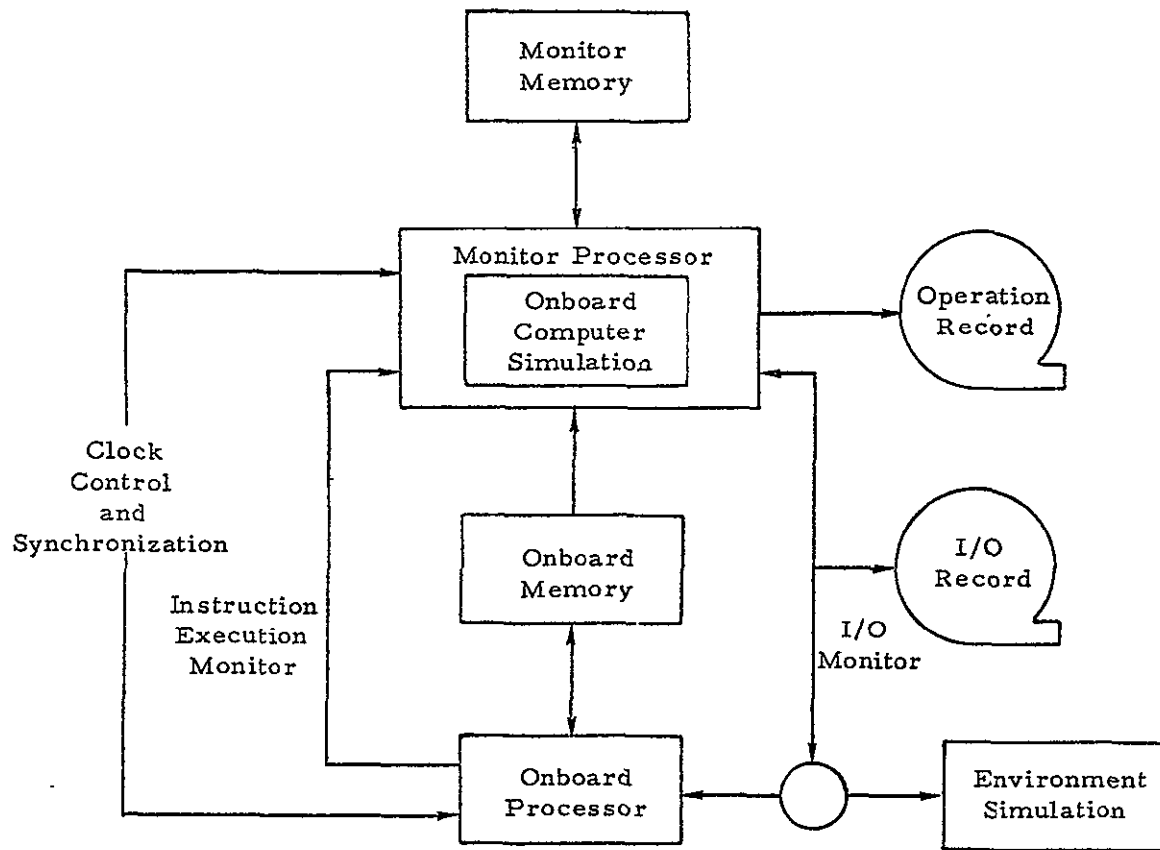 Monitor
Memory
Monitor Processor
Onboard
Computer
Simulation
Operation
Record
Clock
Control
and
Synchronization
Onboard
Memory
I/O
Record
Instruction
Execution
Monitor
I/O
Monitor
Onboard
Processor
Environment
Simulation